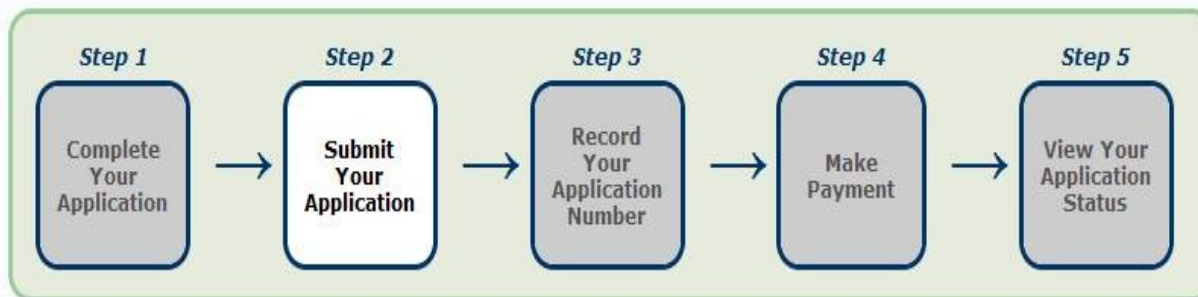 Step 1
Complete
Your
Application
Step 2
Submit
Your
Application
Step 3
Record
Your
Application
Number
Step 4
Make
Payment
Step 5
View Your
Application
Status